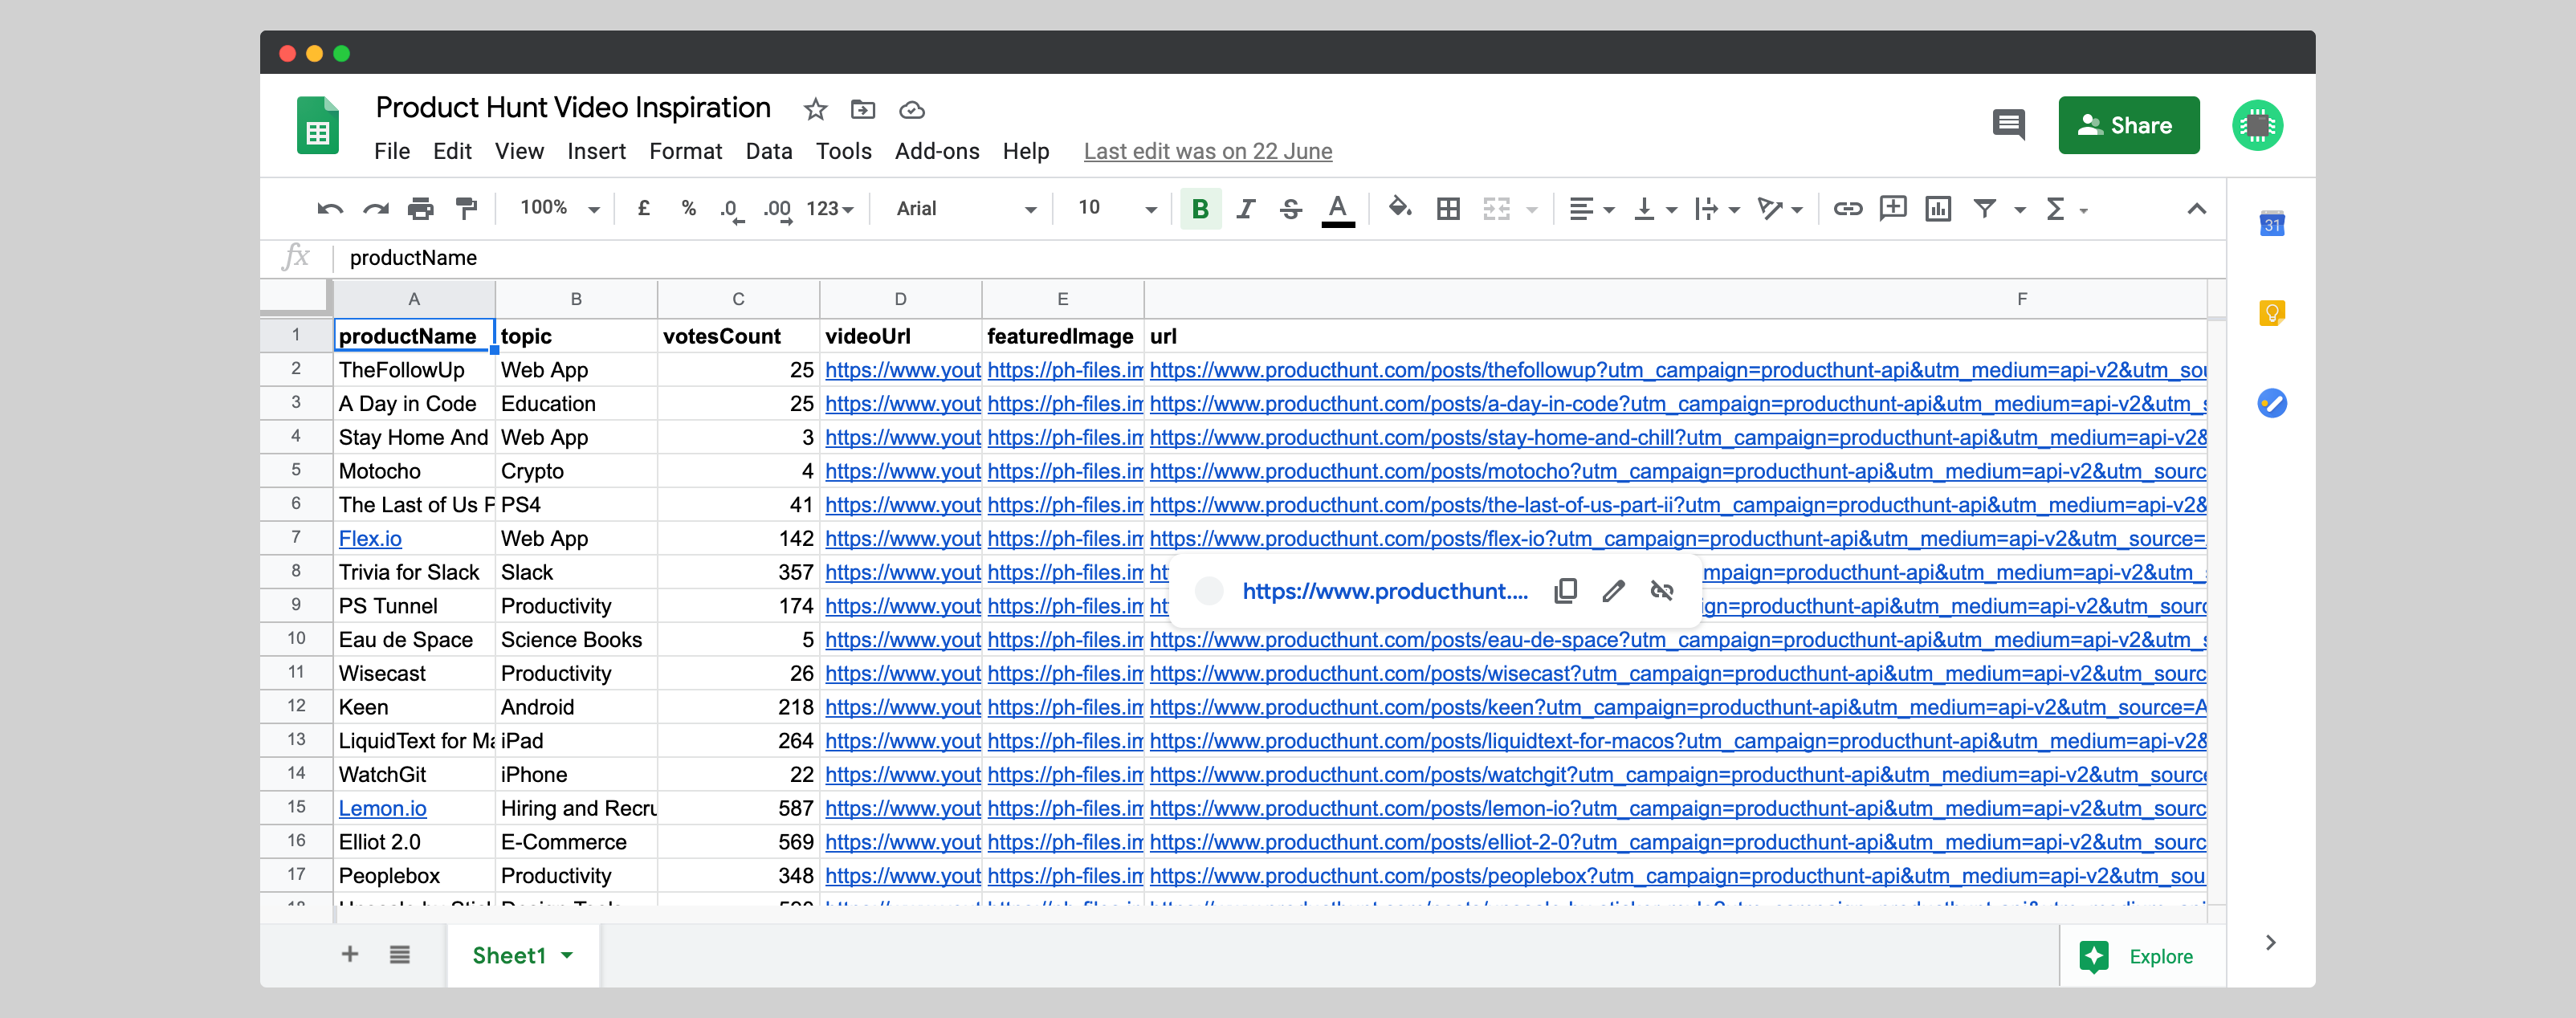 Product Hunt Video Inspiration
File Edit View Insert Format Data Tools Add-ons Help Last edit was on 22 June
Share
100% £ % .0 .00 123 Arial 10 B I S A Σ
31
fx productName
A B C D E F
1 productName topic votesCount videoUrl featuredImage url
2 TheFollowUp Web App 25 https://www.yout https://ph-files.im https://www.producthunt.com/posts/thefollowup?utm_campaign=producthunt-api&utm_medium=api-v2&utm_sou
3 A Day in Code Education 25 https://www.yout https://ph-files.im https://www.producthunt.com/posts/a-day-in-code?utm_campaign=producthunt-api&utm_medium=api-v2&utm_s
4 Stay Home And Web App 3 https://www.yout https://ph-files.im https://www.producthunt.com/posts/stay-home-and-chill?utm_campaign=producthunt-api&utm_medium=api-v2&
5 Motocho Crypto 4 https://www.yout https://ph-files.im https://www.producthunt.com/posts/motocho?utm_campaign=producthunt-api&utm_medium=api-v2&utm_sourc
6 The Last of Us P PS4 41 https://www.yout https://ph-files.im https://www.producthunt.com/posts/the-last-of-us-part-ii?utm_campaign=producthunt-api&utm_medium=api-v2&
7 Flex.io Web App 142 https://www.yout https://ph-files.im https://www.producthunt.com/posts/flex-io?utm_campaign=producthunt-api&utm_medium=api-v2&utm_source=
8 Trivia for Slack Slack 357 https://www.yout https://ph-files.im ht mpaign=producthunt-api&utm_medium=api-v2&utm_
https://www.producthunt....
9 PS Tunnel Productivity 174 https://www.yout https://ph-files.im ht ign=producthunt-api&utm_medium=api-v2&utm_sourc
10 Eau de Space Science Books 5 https://www.yout https://ph-files.im https://www.producthunt.com/posts/eau-de-space?utm_campaign=producthunt-api&utm_medium=api-v2&utm_s
11 Wisecast Productivity 26 https://www.yout https://ph-files.im https://www.producthunt.com/posts/wisecast?utm_campaign=producthunt-api&utm_medium=api-v2&utm_sourc
12 Keen Android 218 https://www.yout https://ph-files.im https://www.producthunt.com/posts/keen?utm_campaign=producthunt-api&utm_medium=api-v2&utm_source=A
13 LiquidText for Ma iPad 264 https://www.yout https://ph-files.im https://www.producthunt.com/posts/liquidtext-for-macos?utm_campaign=producthunt-api&utm_medium=api-v2&
14 WatchGit iPhone 22 https://www.yout https://ph-files.im https://www.producthunt.com/posts/watchgit?utm_campaign=producthunt-api&utm_medium=api-v2&utm_source
15 Lemon.io Hiring and Recru 587 https://www.yout https://ph-files.im https://www.producthunt.com/posts/lemon-io?utm_campaign=producthunt-api&utm_medium=api-v2&utm_sourc
16 Elliot 2.0 E-Commerce 569 https://www.yout https://ph-files.im https://www.producthunt.com/posts/elliot-2-0?utm_campaign=producthunt-api&utm_medium=api-v2&utm_sourc
17 Peoplebox Productivity 348 https://www.yout https://ph-files.im https://www.producthunt.com/posts/peoplebox?utm_campaign=producthunt-api&utm_medium=api-v2&utm_sou
Sheet1
Explore